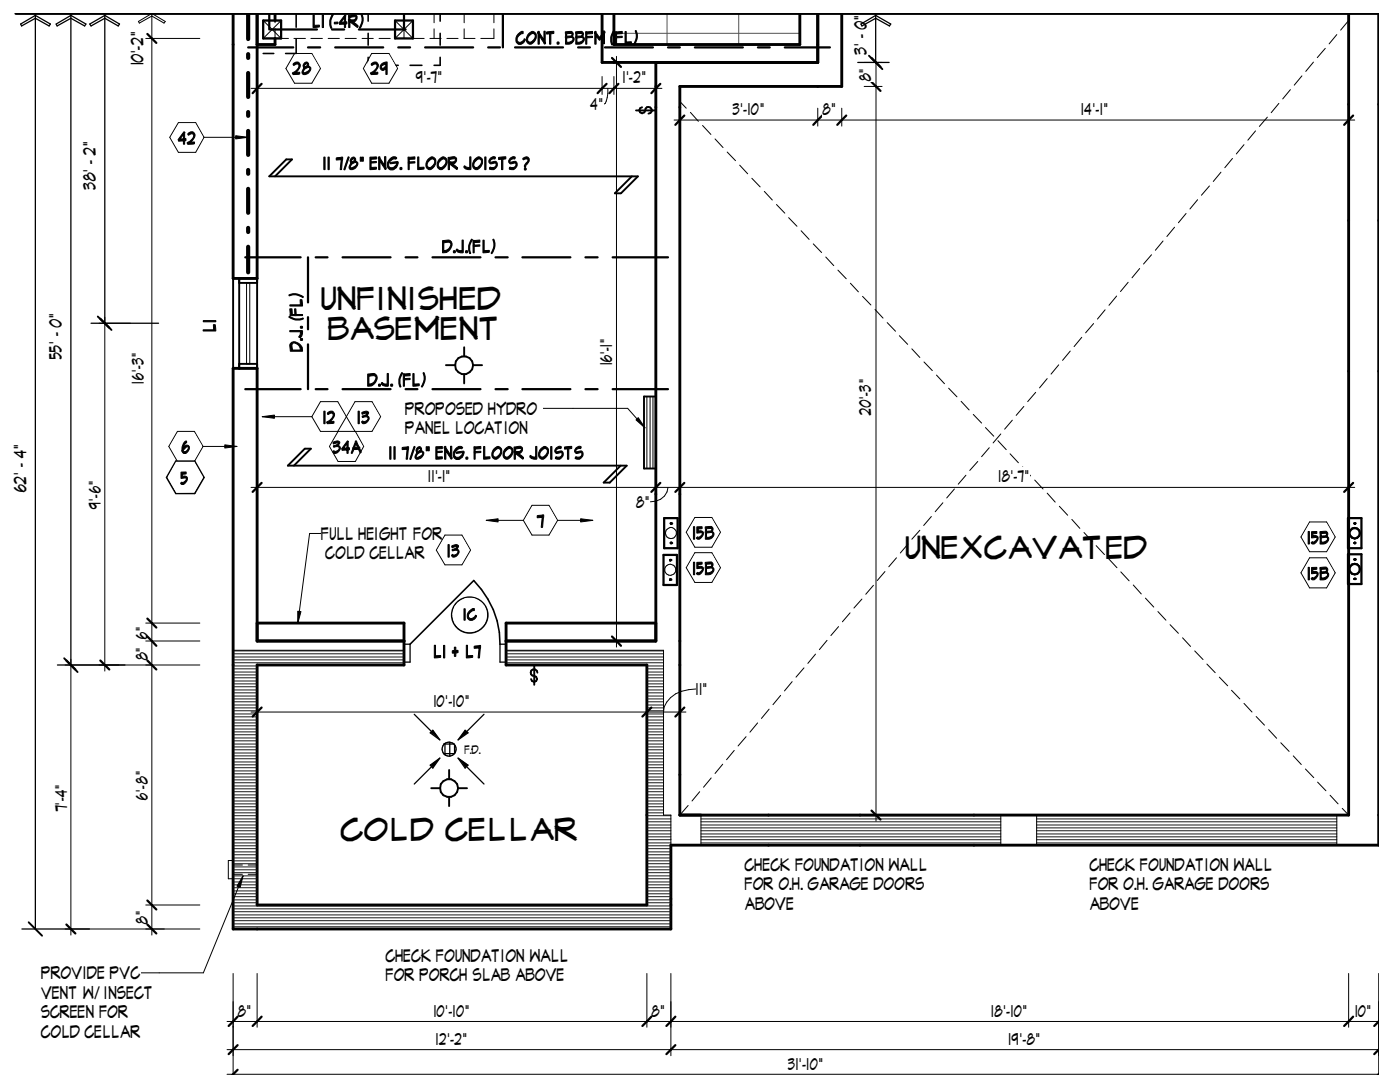 LI (-4R)
CONT. BBFM (FL)
10'-2"
3'- 0"
28
29
9'-7"
1'-2"
8"
4"
$
3'-10"
8"
14'-1"
42
38' - 2"
11 7/8" ENG. FLOOR JOISTS ?
D.J.(FL)
UNFINISHED
BASEMENT
D.J. (FL)
L1
55' - 0"
16'-3"
16'-1"
D.J. (FL)
20'-3"
12
13
34A
PROPOSED HYDRO
PANEL LOCATION
6
5
11 7/8" ENG. FLOOR JOISTS
62' - 4"
9'-6"
11'-1"
8"
18'-7"
7
FULL HEIGHT FOR
COLD CELLAR
13
15B
15B
UNEXCAVATED
15B
15B
1C
6"
8"
L1 + L7
$
11"
10'-10"
F.D.
7'-4"
6'-8"
COLD CELLAR
CHECK FOUNDATION WALL
FOR O.H. GARAGE DOORS
ABOVE
CHECK FOUNDATION WALL
FOR O.H. GARAGE DOORS
ABOVE
8"
CHECK FOUNDATION WALL
FOR PORCH SLAB ABOVE
PROVIDE PVC
VENT W/ INSECT
SCREEN FOR
COLD CELLAR
8"
10'-10"
8"
18'-10"
10"
12'-2"
19'-8"
31'-10"